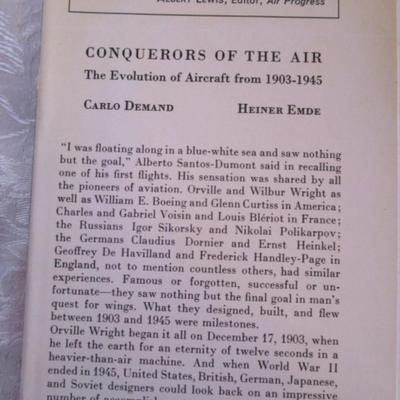 ALBERT LEWIS, Editor, Air Progress
CONQUERORS OF THE AIR
The Evolution of Aircraft from 1903-1945
CARLO DEMAND HEINER EMDE
"I was floating along in a blue-white sea and saw nothing
but the goal," Alberto Santos-Dumont said in recalling
one of his first flights. His sensation was shared by all
the pioneers of aviation. Orville and Wilbur Wright as
well as William E. Boeing and Glenn Curtiss in America;
Charles and Gabriel Voisin and Louis Blériot in France;
the Russians Igor Sikorsky and Nikolai Polikarpov;
the Germans Claudius Dornier and Ernst Heinkel;
Geoffrey De Havilland and Frederick Handley-Page in
England, not to mention countless others, had similar
experiences. Famous or forgotten, successful or un-
fortunate—they saw nothing but the final goal in man's
quest for wings. What they designed, built, and flew
between 1903 and 1945 were milestones.
Orville Wright began it all on December 17, 1903, when
he left the earth for an eternity of twelve seconds in a
heavier-than-air machine. And when World War II
ended in 1945, United States, British, German, Japanese,
and Soviet designers could look back on an impressive
number of